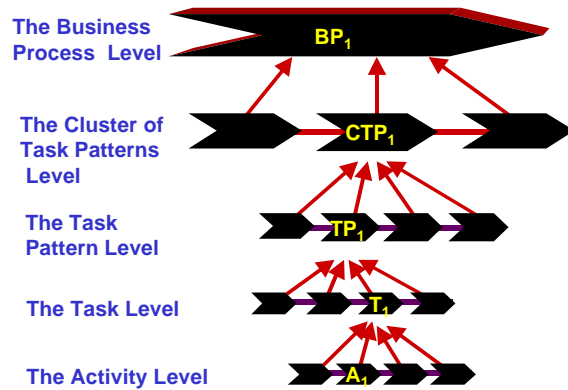 The Business
Process Level
BP1
The Cluster of
Task Patterns
Level
CTP1
The Task
Pattern Level
TP1
The Task Level
T1
The Activity Level
A1